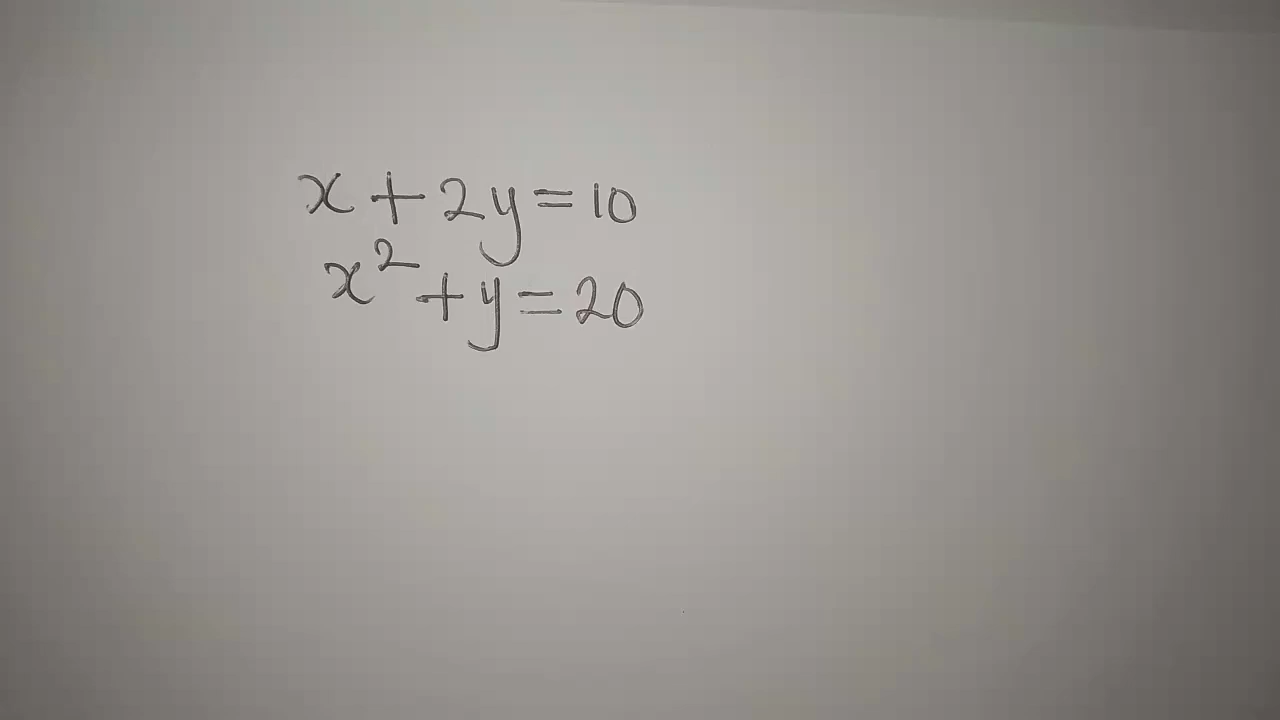 x + 2y = 10
x² + y = 20